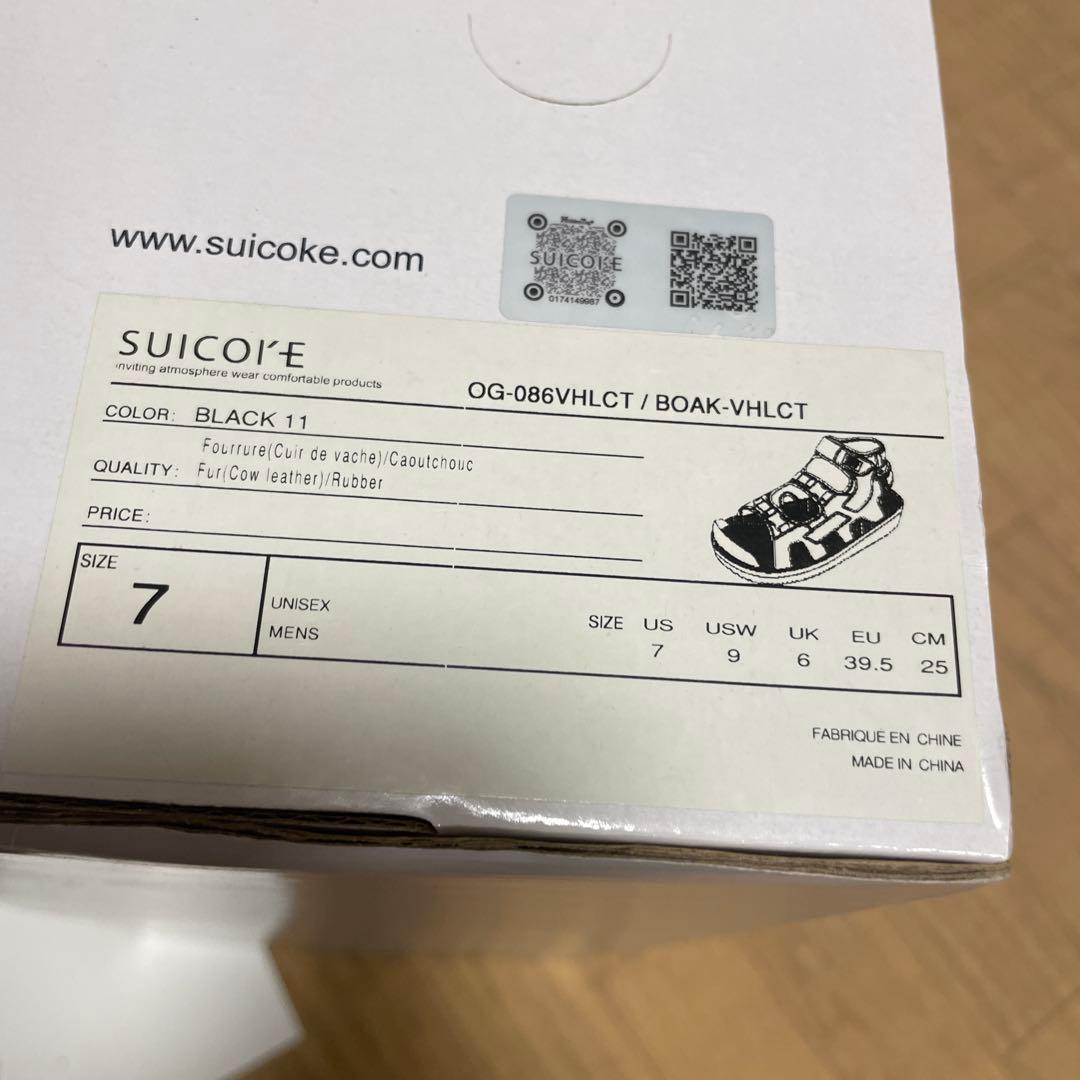 SUICOKE
0174149987
www.suicoke.com
SUICOKE
inviting atmosphere wear comfortable products
OG-086VHLCT / BOAK-VHLCT
COLOR: BLACK 11
Fourrure(Cuir de vache)/Caoutchouc
QUALITY: Fur(Cow leather)/Rubber
PRICE:
SIZE
7
UNISEX
MENS
SIZE US USW UK EU CM
7 9 6 39.5 25
FABRIQUE EN CHINE
MADE IN CHINA